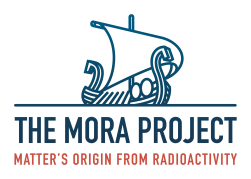 THE MORA PROJECT
MATTER'S ORIGIN FROM RADIOACTIVITY